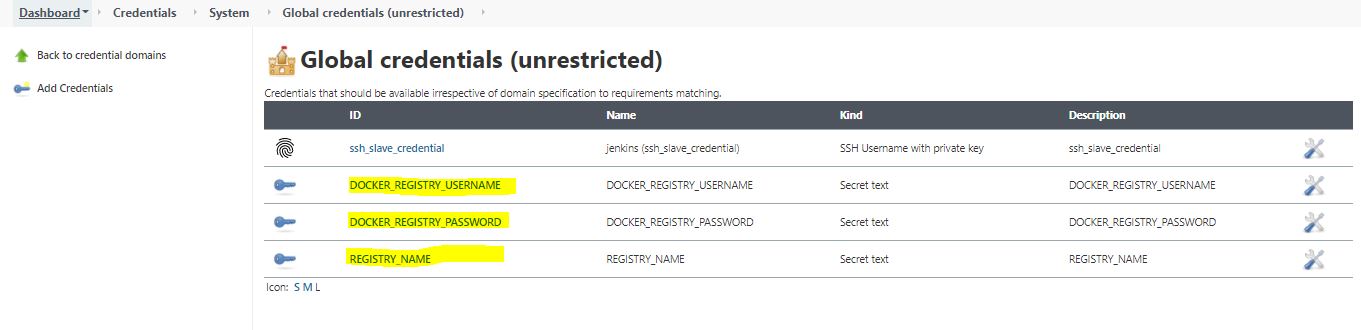 Dashboard Credentials System Global credentials (unrestricted)
Back to credential domains
Add Credentials
Global credentials (unrestricted)
Credentials that should be available irrespective of domain specification to requirements matching.
ID Name Kind Description
ssh_slave_credential jenkins (ssh_slave_credential) SSH Username with private key ssh_slave_credential
DOCKER_REGISTRY_USERNAME DOCKER_REGISTRY_USERNAME Secret text DOCKER_REGISTRY_USERNAME
DOCKER_REGISTRY_PASSWORD DOCKER_REGISTRY_PASSWORD Secret text DOCKER_REGISTRY_PASSWORD
REGISTRY_NAME REGISTRY_NAME Secret text REGISTRY_NAME
Icon: S M L